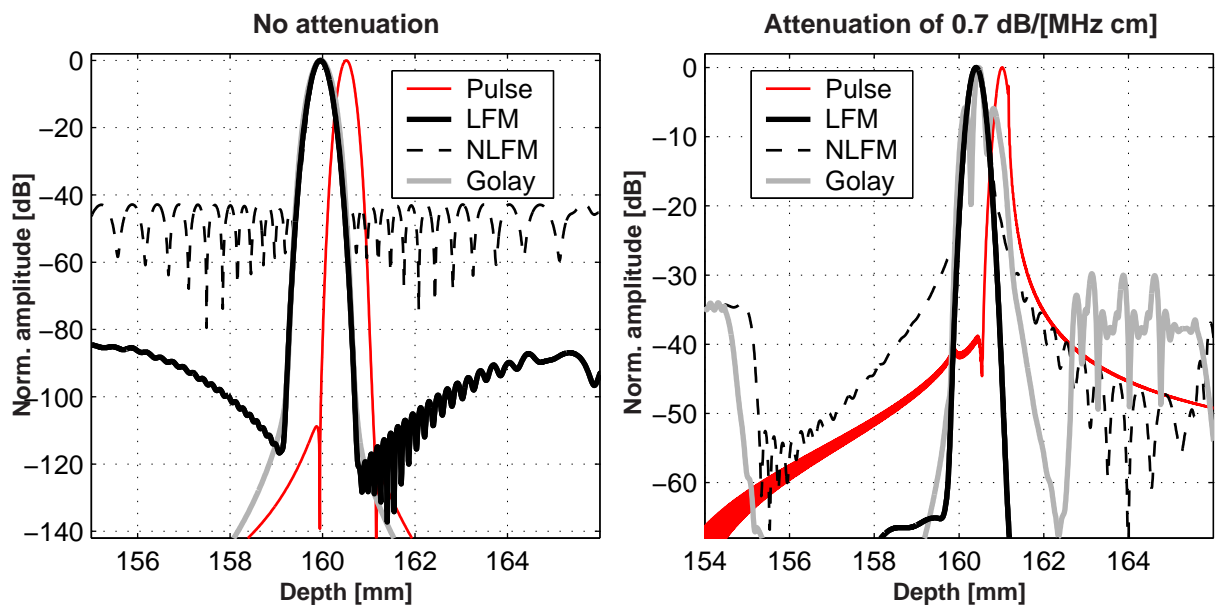 No attenuation
Norm. amplitude [dB]
0
−20
−40
−60
−80
−100
−120
−140
Pulse
LFM
NLFM
Golay
156 158 160 162 164
Depth [mm]
Attenuation of 0.7 dB/[MHz cm]
Norm. amplitude [dB]
0
−10
−20
−30
−40
−50
−60
Pulse
LFM
NLFM
Golay
154 156 158 160 162 164
Depth [mm]